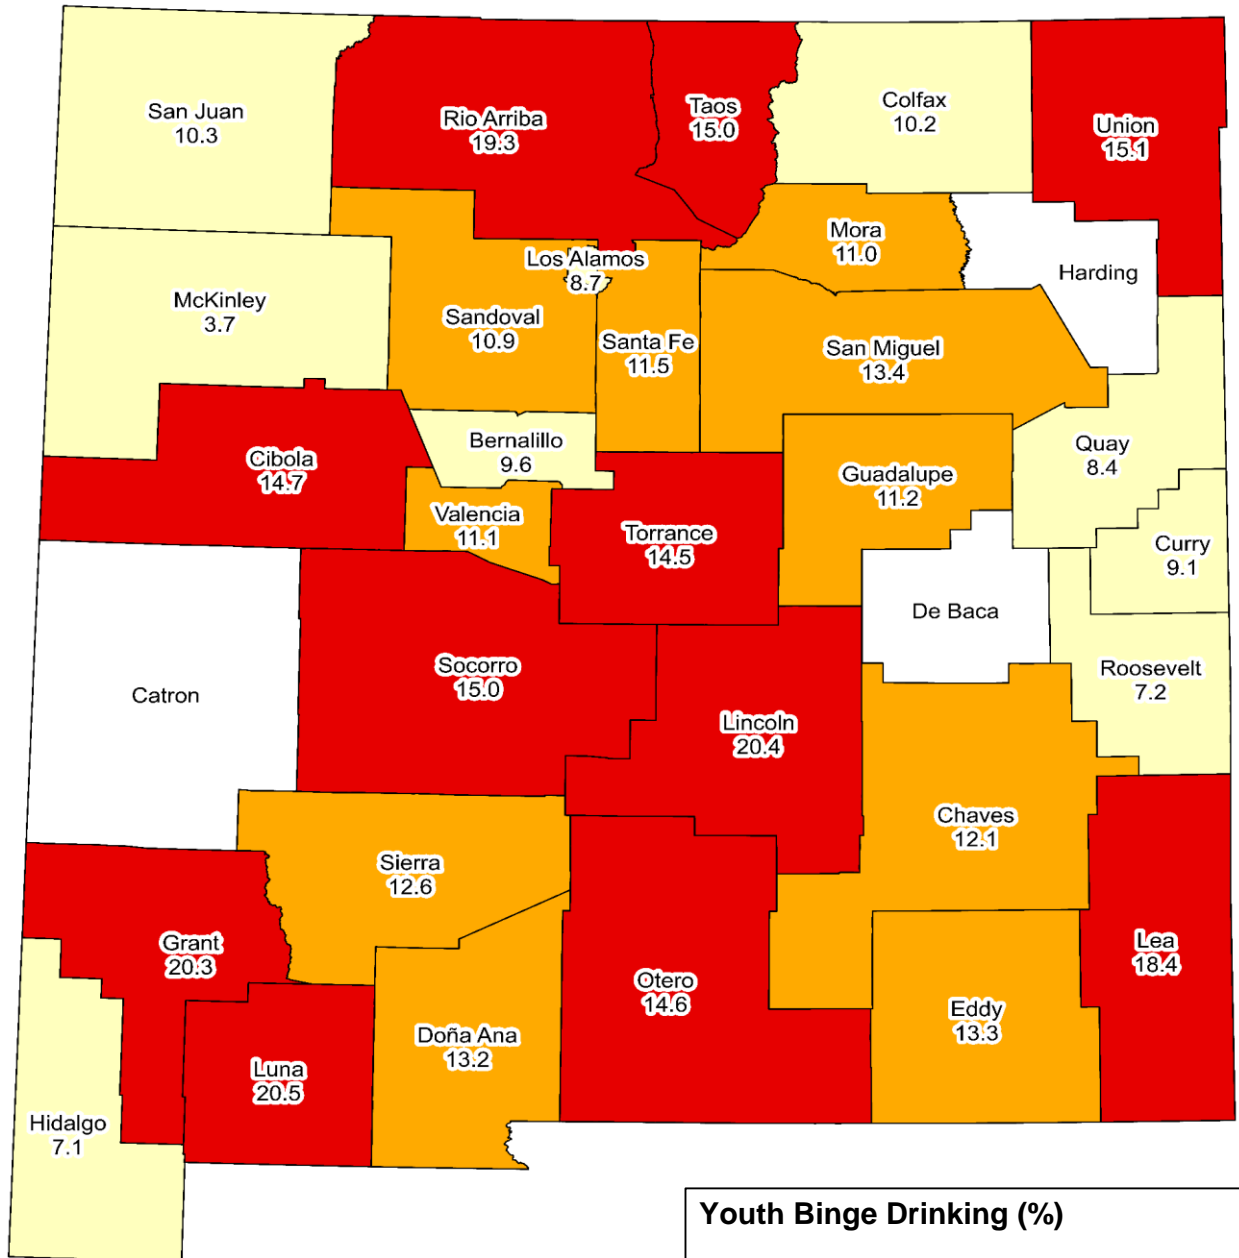 San Juan
10.3
Rio Arriba
19.3
Taos
15.0
Colfax
10.2
Union
15.1
Mora
11.0
Harding
Los Alamos
8.7
McKinley
3.7
Sandoval
10.9
Santa Fe
11.5
San Miguel
13.4
Bernalillo
9.6
Cibola
14.7
Quay
8.4
Guadalupe
11.2
Valencia
11.1
Torrance
14.5
Curry
9.1
De Baca
Socorro
15.0
Roosevelt
7.2
Catron
Lincoln
20.4
Chaves
12.1
Sierra
12.6
Grant
20.3
Otero
14.6
Lea
18.4
Eddy
13.3
Doña Ana
13.2
Luna
20.5
Hidalgo
7.1
Youth Binge Drinking (%)